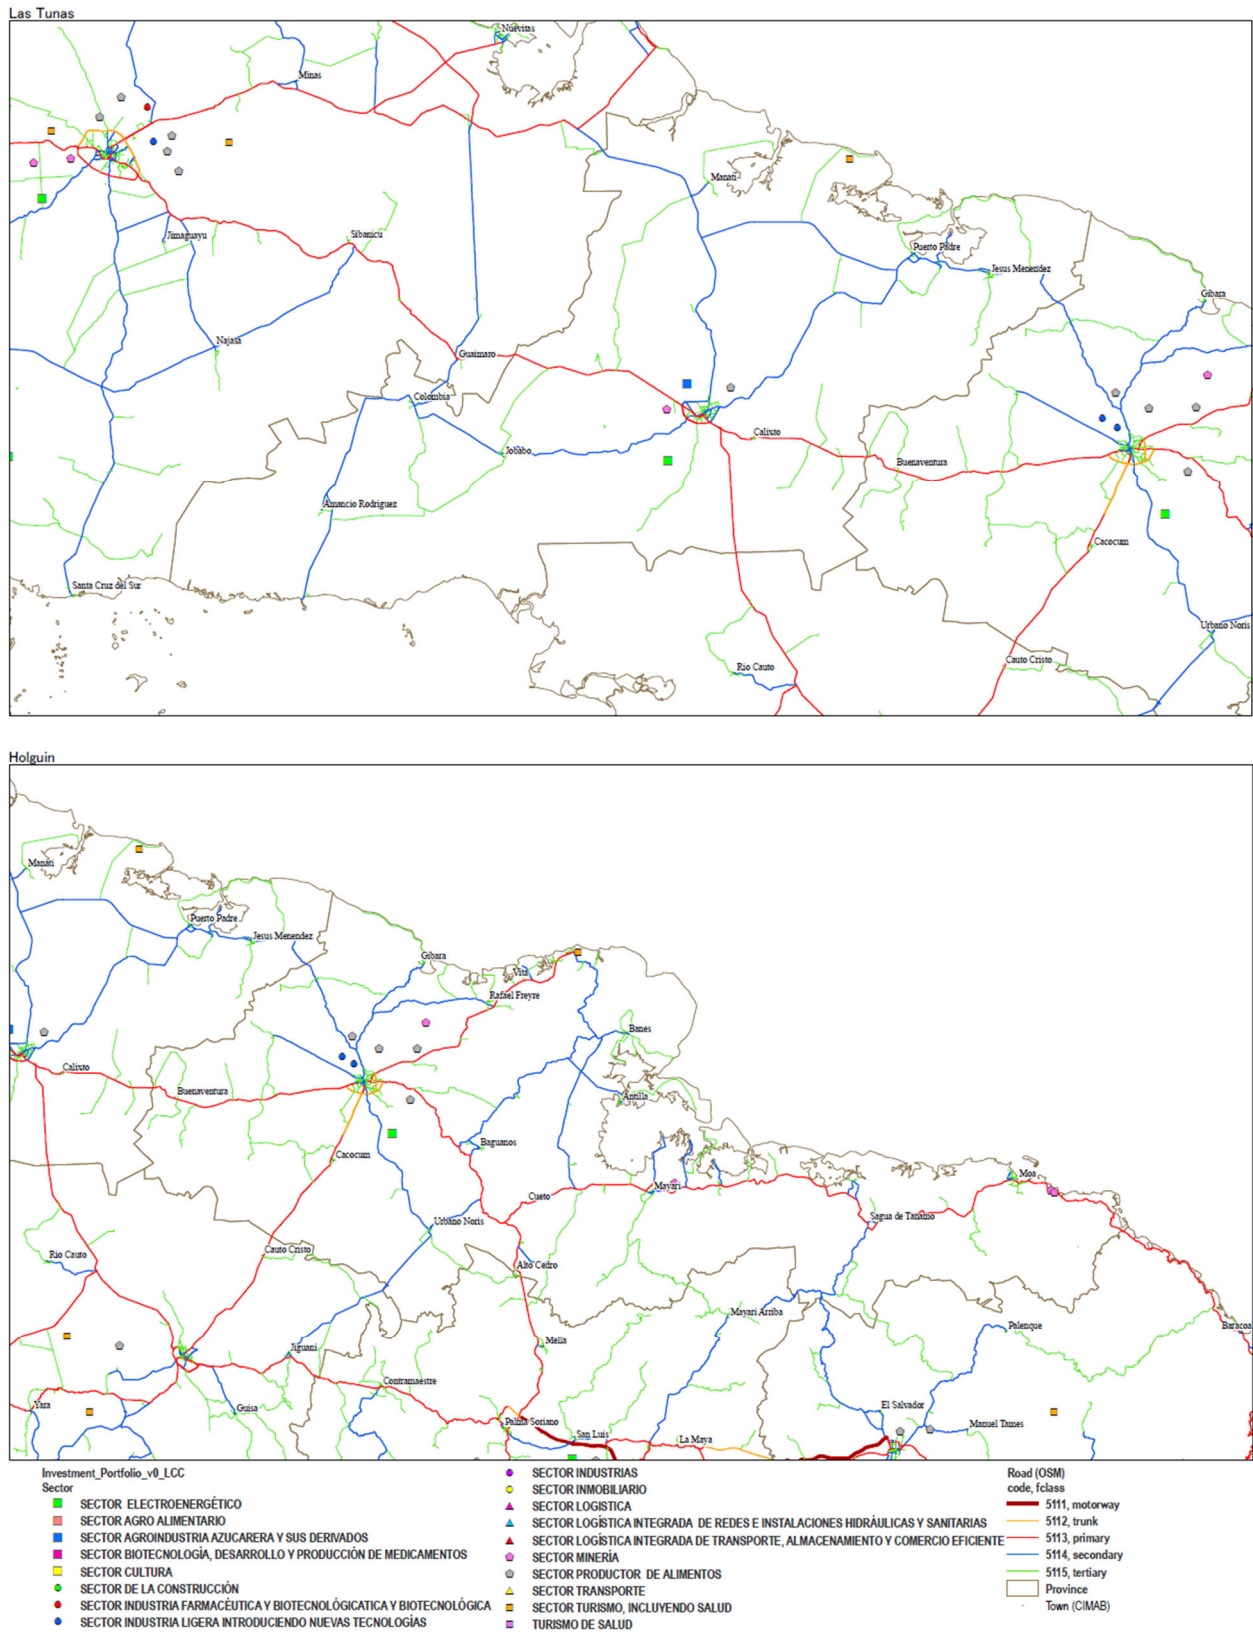 Las Tunas
Nuevitas
Minas
Manati
Jimaguayu
Sibanicu
Puerto Padre
Jesus Menendez
Gibara
Najasa
Guaimaro
Colombia
Calixto
Jobabo
Buenaventura
Amancio Rodriguez
Cacocum
Santa Cruz del Sur
Urbano Noris
Rio Cauto
Cauto Cristo
Holguin
Manati
Puerto Padre
Jesus Menendez
Gibara
Vita
Rafael Freyre
Banes
Calixto
Buenaventura
Antilla
Baguanos
Cacocum
Moa
Mayari
Cueto
Sagua de Tanamo
Urbano Noris
Rio Cauto
Cauto Cristo
Alto Cedro
Mayari Arriba
Palenque
Baracoa
Mella
Jiguani
Contramaestre
Yara
Guisa
El Salvador
Palma Soriano
Manuel Tames
San Luis
La Maya
Investment_Portfolio_v0_LCC
Sector
SECTOR ELECTROENERGÉTICO
SECTOR AGRO ALIMENTARIO
SECTOR AGROINDUSTRIA AZUCARERA Y SUS DERIVADOS
SECTOR BIOTECNOLOGÍA, DESARROLLO Y PRODUCCIÓN DE MEDICAMENTOS
SECTOR CULTURA
SECTOR DE LA CONSTRUCCIÓN
SECTOR INDUSTRIA FARMACÉUTICA Y BIOTECNOLÓGICATICA Y BIOTECNOLÓGICA
SECTOR INDUSTRIA LIGERA INTRODUCIENDO NUEVAS TECNOLOGÍAS
SECTOR INDUSTRIAS
SECTOR INMOBILIARIO
SECTOR LOGISTICA
SECTOR LOGÍSTICA INTEGRADA DE REDES E INSTALACIONES HIDRÁULICAS Y SANITARIAS
SECTOR LOGÍSTICA INTEGRADA DE TRANSPORTE, ALMACENAMIENTO Y COMERCIO EFICIENTE
SECTOR MINERÍA
SECTOR PRODUCTOR DE ALIMENTOS
SECTOR TRANSPORTE
SECTOR TURISMO, INCLUYENDO SALUD
TURISMO DE SALUD
Road (OSM)
code, fclass
5111, motorway
5112, trunk
5113, primary
5114, secondary
5115, tertiary
Province
Town (CIMAB)